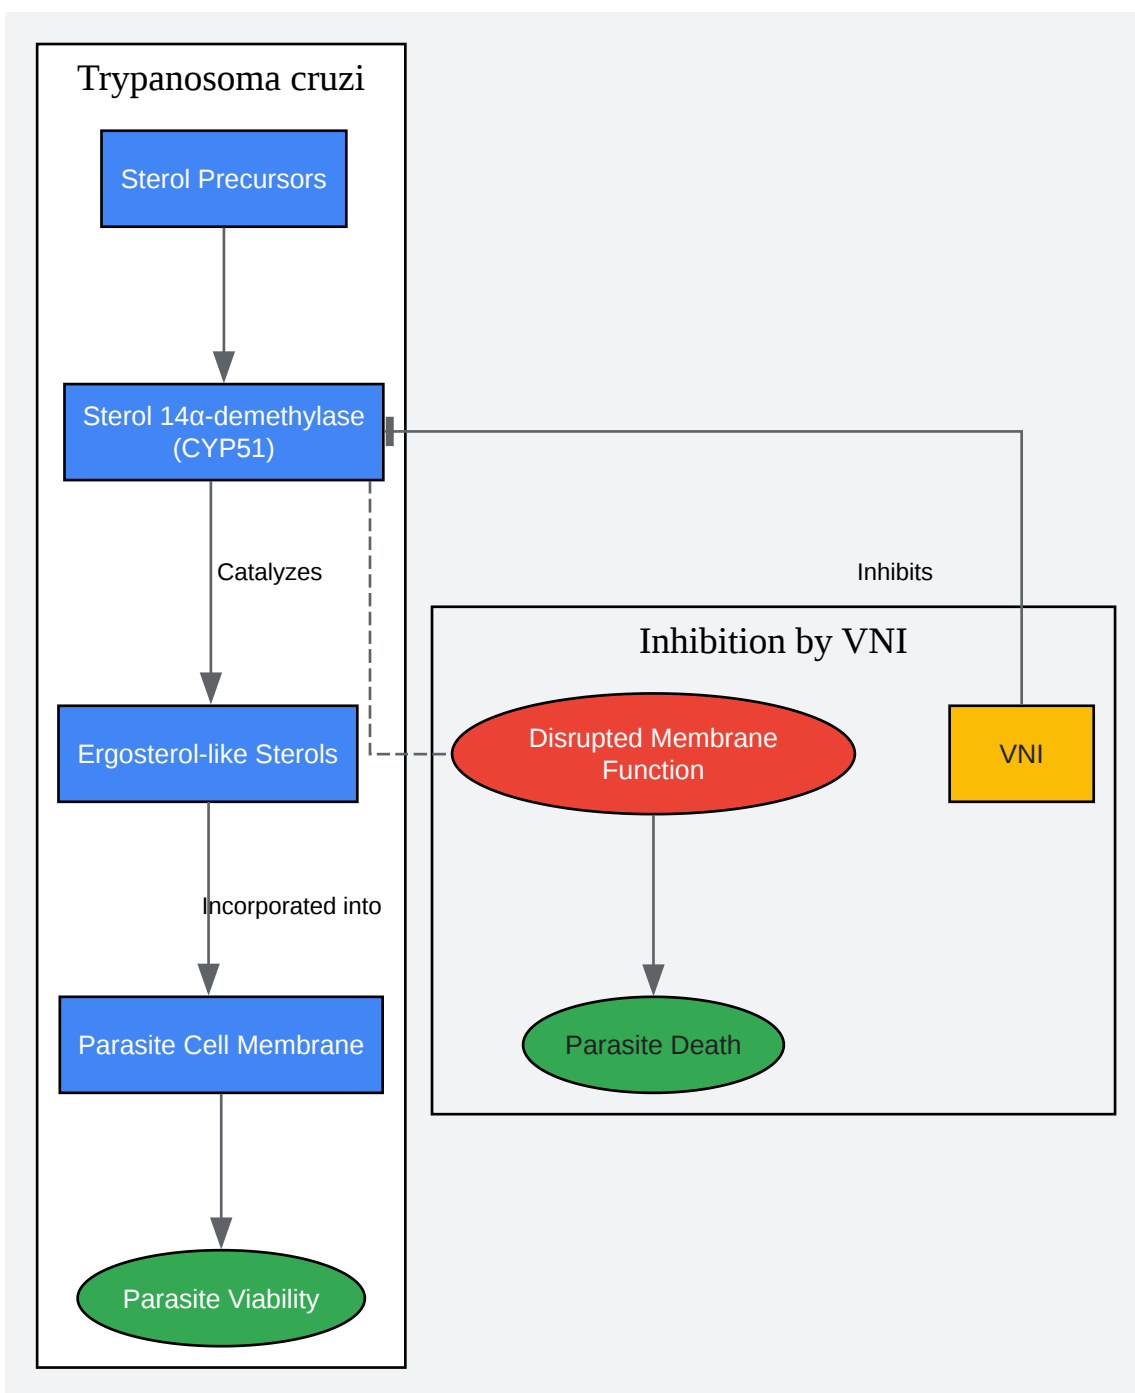 Trypanosoma cruzi
Sterol Precursors
Sterol 14α-demethylase
(CYP51)
Catalyzes
Inhibits
Inhibition by VNI
Ergosterol-like Sterols
Disrupted Membrane
Function
VNI
Incorporated into
Parasite Cell Membrane
Parasite Death
Parasite Viability